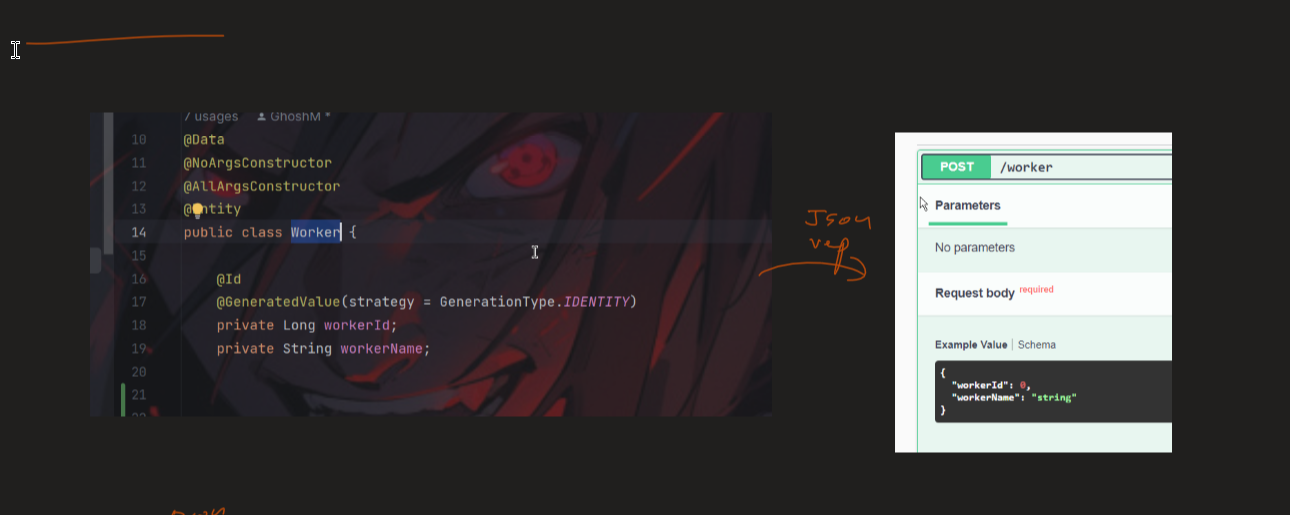 7 usages GhoshM *
10 @Data
11 @NoArgsConstructor
12 @AllArgsConstructor
13 @Entity
14 public class Worker {
15
16 @Id
17 @GeneratedValue(strategy = GenerationType.IDENTITY)
18 private Long workerId;
19 private String workerName;
20
21
Json
rep
POST /worker
Parameters
No parameters
Request body required
Example Value | Schema
{
"workerId": 0,
"workerName": "string"
}